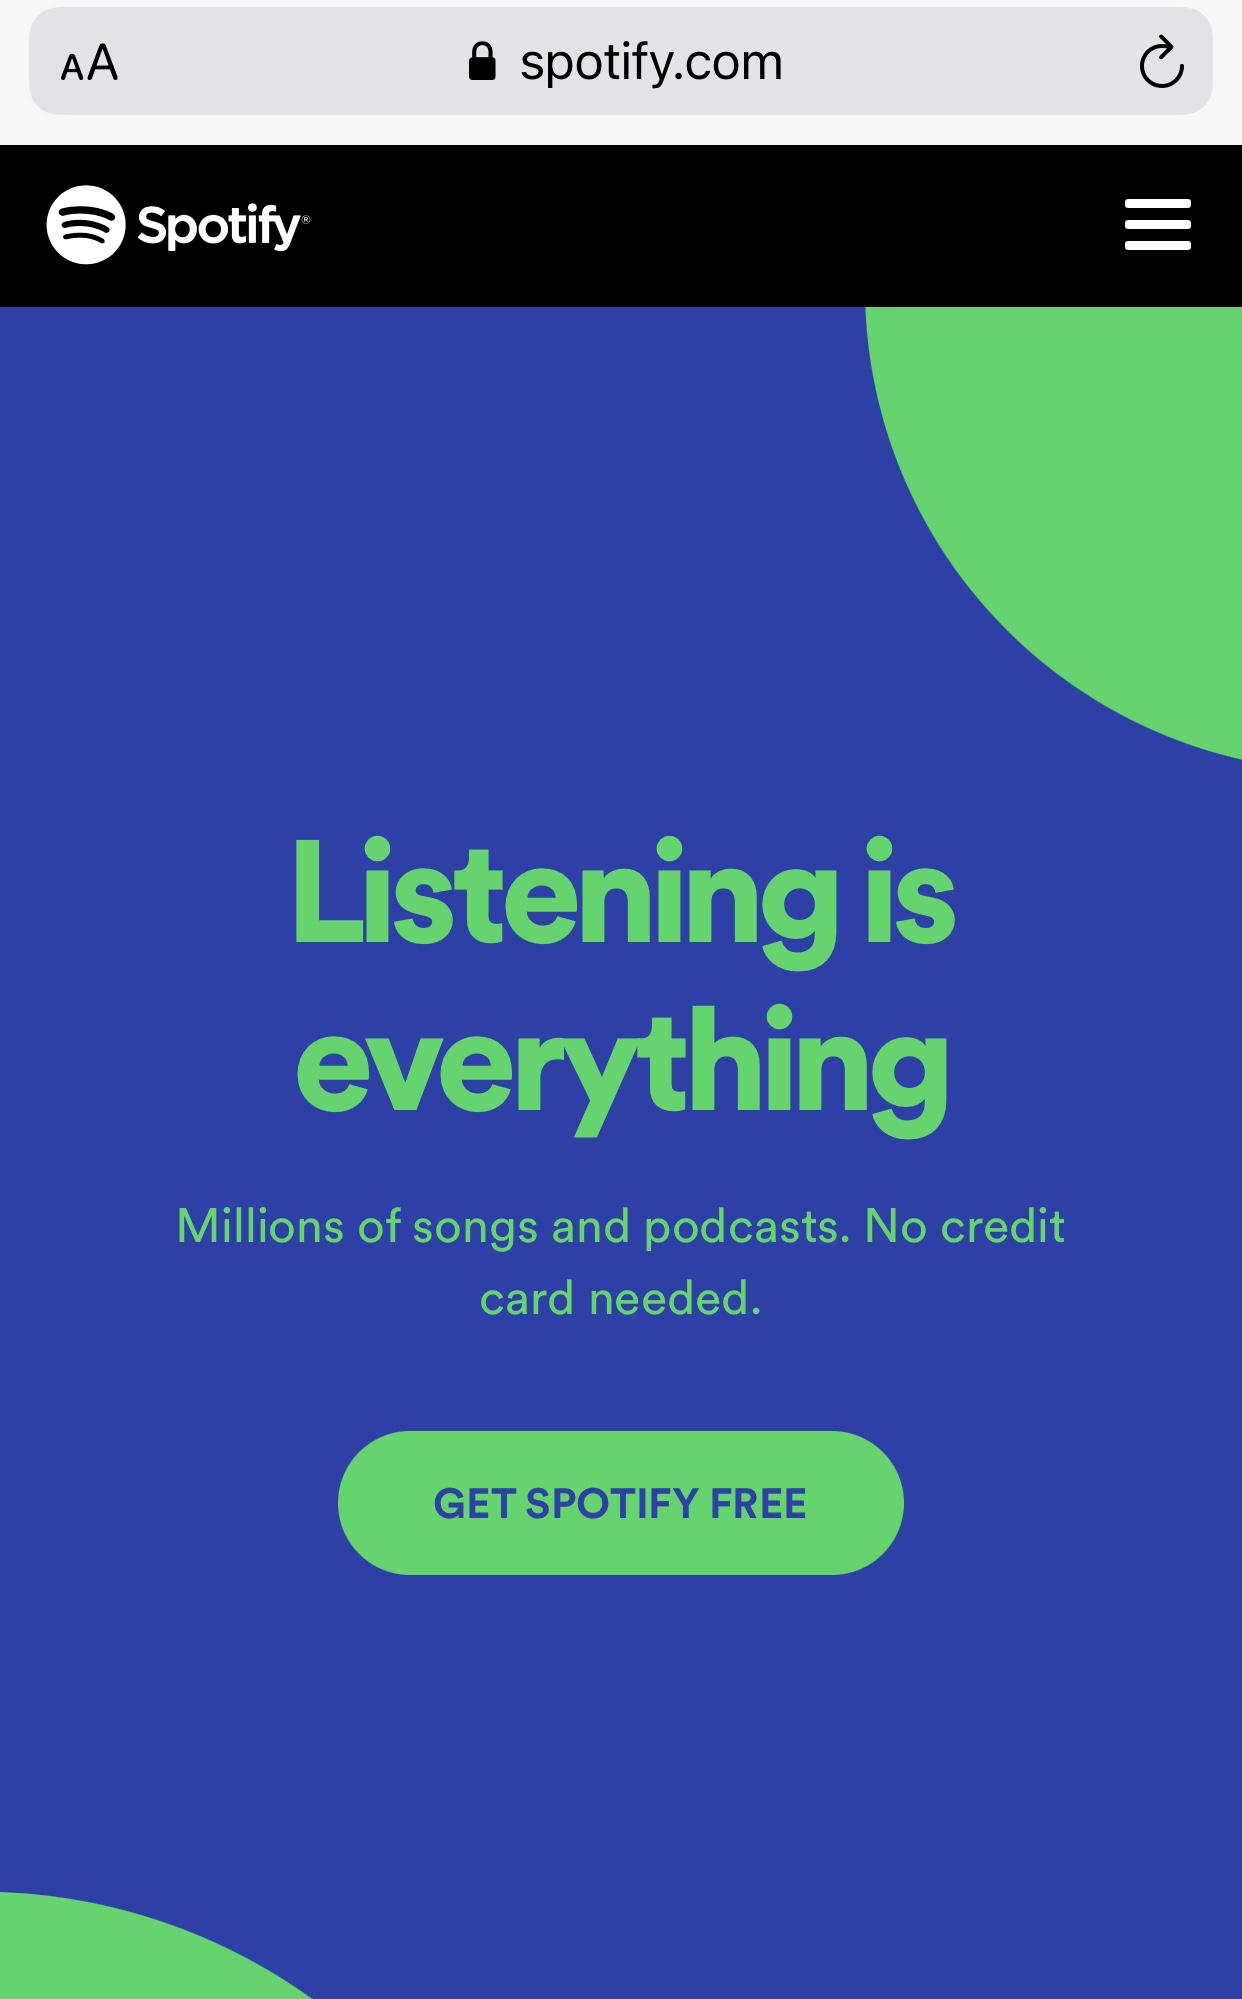 AA spotify.com
Spotify®
Listening is
everything
Millions of songs and podcasts. No credit
card needed.
GET SPOTIFY FREE